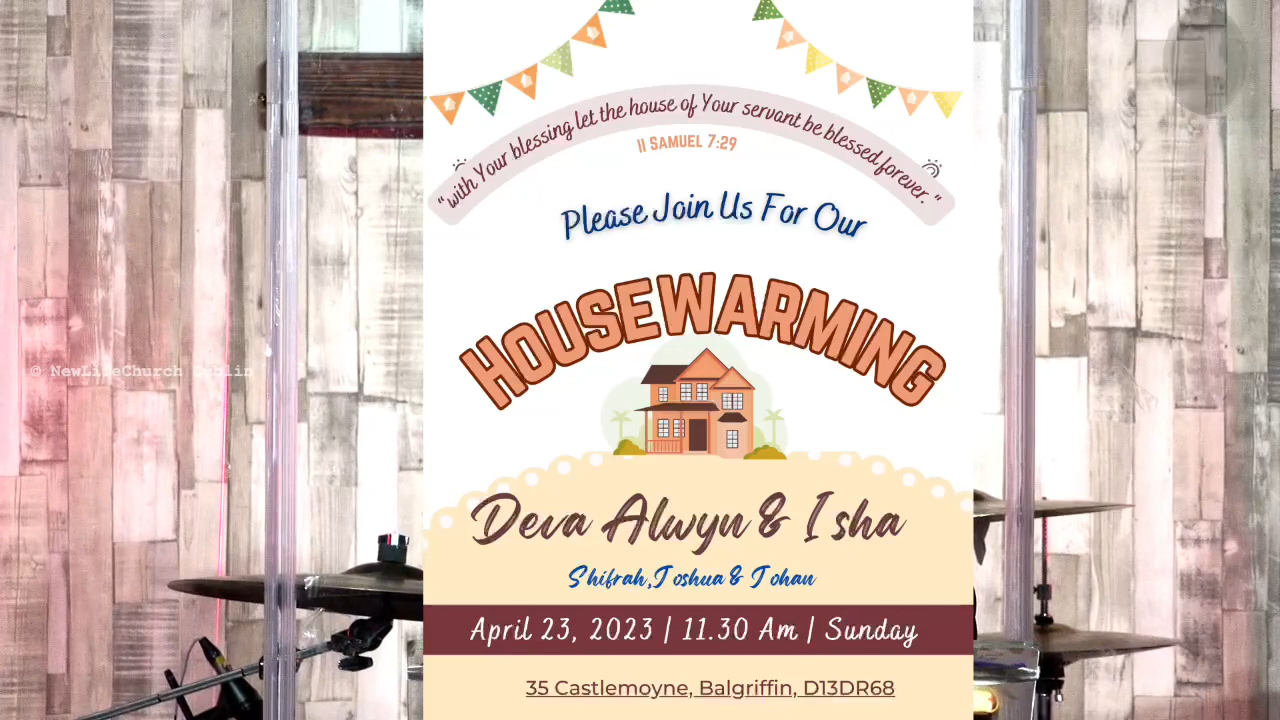 "with Your blessing let the house of Your servant be blessed forever."
II SAMUEL 7:29
Please Join Us For Our
HOUSEWARMING
© NewLifeChurch Dublin
Deva Alwyn & Isha
Shifrah, Joshua & Johan
April 23, 2023 | 11.30 Am | Sunday
35 Castlemoyne, Balgriffin, D13DR68